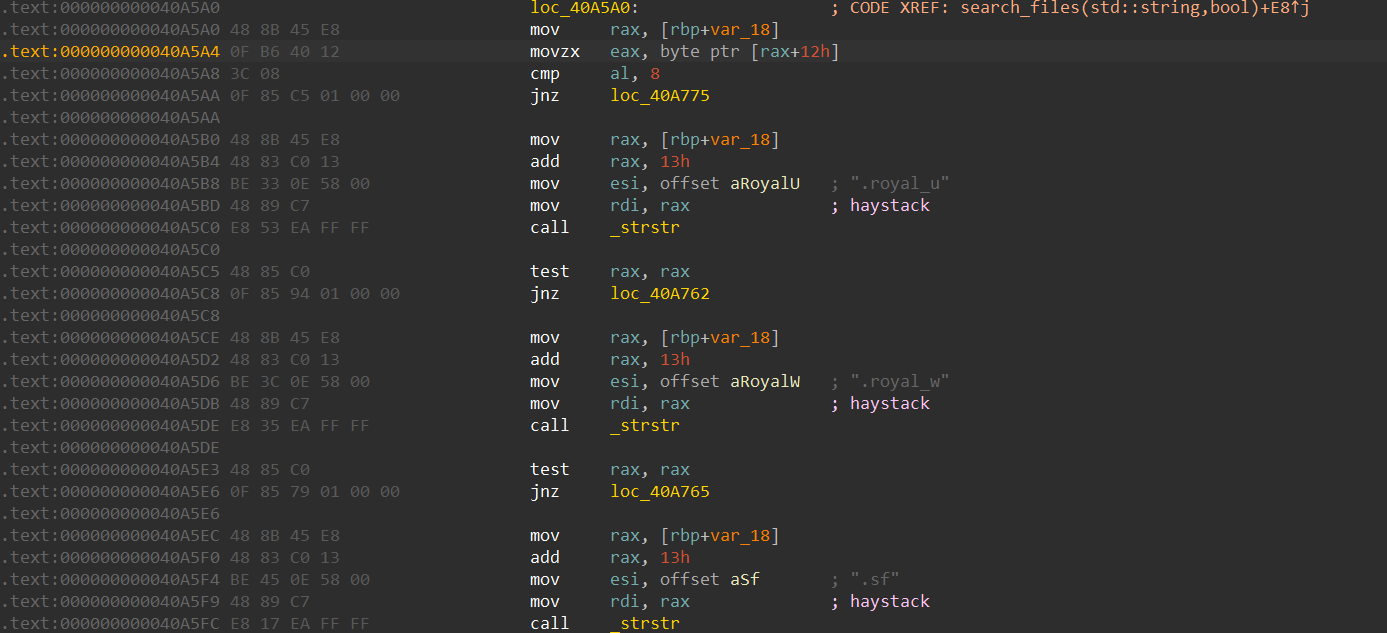 .text:000000000040A5A0 loc_40A5A0: ; CODE XREF: search_files(std::string,bool)+E8↑j
.text:000000000040A5A0 48 8B 45 E8 mov rax, [rbp+var_18]
.text:000000000040A5A4 0F B6 40 12 movzx eax, byte ptr [rax+12h]
.text:000000000040A5A8 3C 08 cmp al, 8
.text:000000000040A5AA 0F 85 C5 01 00 00 jnz loc_40A775
.text:000000000040A5AA
.text:000000000040A5B0 48 8B 45 E8 mov rax, [rbp+var_18]
.text:000000000040A5B4 48 83 C0 13 add rax, 13h
.text:000000000040A5B8 BE 33 0E 58 00 mov esi, offset aRoyalU ; ".royal_u"
.text:000000000040A5BD 48 89 C7 mov rdi, rax ; haystack
.text:000000000040A5C0 E8 53 EA FF FF call _strstr
.text:000000000040A5C0
.text:000000000040A5C5 48 85 C0 test rax, rax
.text:000000000040A5C8 0F 85 94 01 00 00 jnz loc_40A762
.text:000000000040A5C8
.text:000000000040A5CE 48 8B 45 E8 mov rax, [rbp+var_18]
.text:000000000040A5D2 48 83 C0 13 add rax, 13h
.text:000000000040A5D6 BE 3C 0E 58 00 mov esi, offset aRoyalW ; ".royal_w"
.text:000000000040A5DB 48 89 C7 mov rdi, rax ; haystack
.text:000000000040A5DE E8 35 EA FF FF call _strstr
.text:000000000040A5DE
.text:000000000040A5E3 48 85 C0 test rax, rax
.text:000000000040A5E6 0F 85 79 01 00 00 jnz loc_40A765
.text:000000000040A5E6
.text:000000000040A5EC 48 8B 45 E8 mov rax, [rbp+var_18]
.text:000000000040A5F0 48 83 C0 13 add rax, 13h
.text:000000000040A5F4 BE 45 0E 58 00 mov esi, offset aSf ; ".sf"
.text:000000000040A5F9 48 89 C7 mov rdi, rax ; haystack
.text:000000000040A5FC E8 17 EA FF FF call _strstr